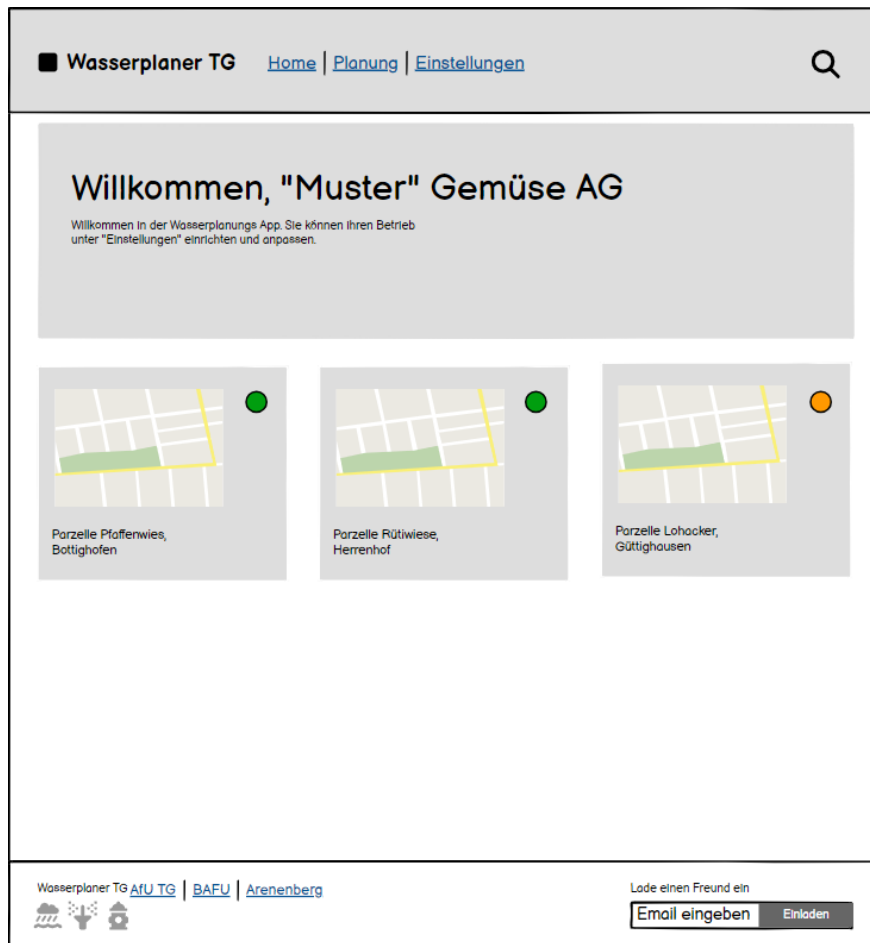 Wasserplaner TG
Home | Planung | Einstellungen
Willkommen, "Muster" Gemüse AG
Willkommen in der Wasserplanungs App. Sie können Ihren Betrieb
unter "Einstellungen" einrichten und anpassen.
Parzelle Pfaffenwies,
Bottighofen
Parzelle Rütiwiese,
Herrenhof
Parzelle Lohacker,
Güttighausen
Wasserplaner TG AfU TG | BAFU | Arenenberg
Lade einen Freund ein
Email eingeben
Einladen